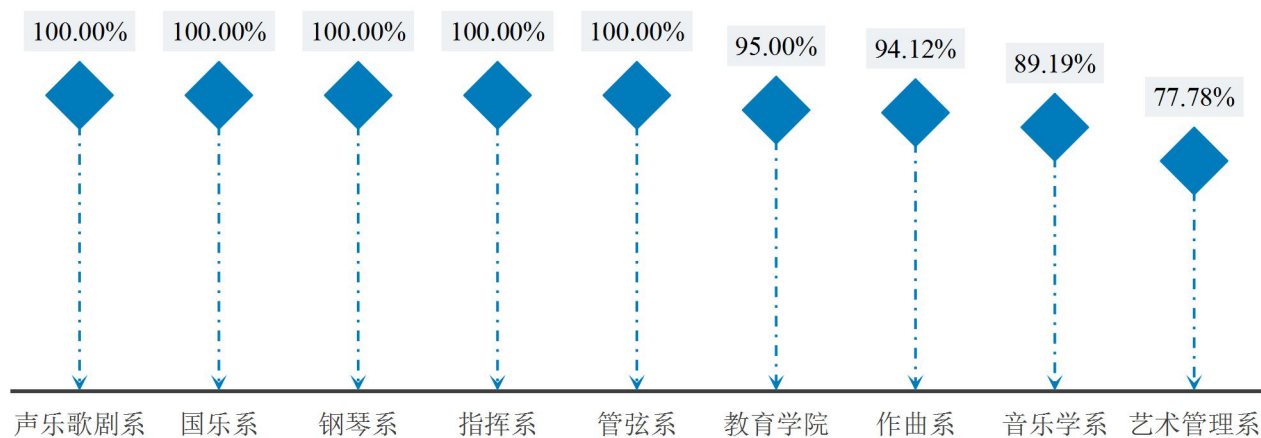 100.00% 100.00% 100.00% 100.00% 100.00% 95.00% 94.12% 89.19% 77.78%
声乐歌剧系 国乐系 钢琴系 指挥系 管弦系 教育学院 作曲系 音乐学系 艺术管理系